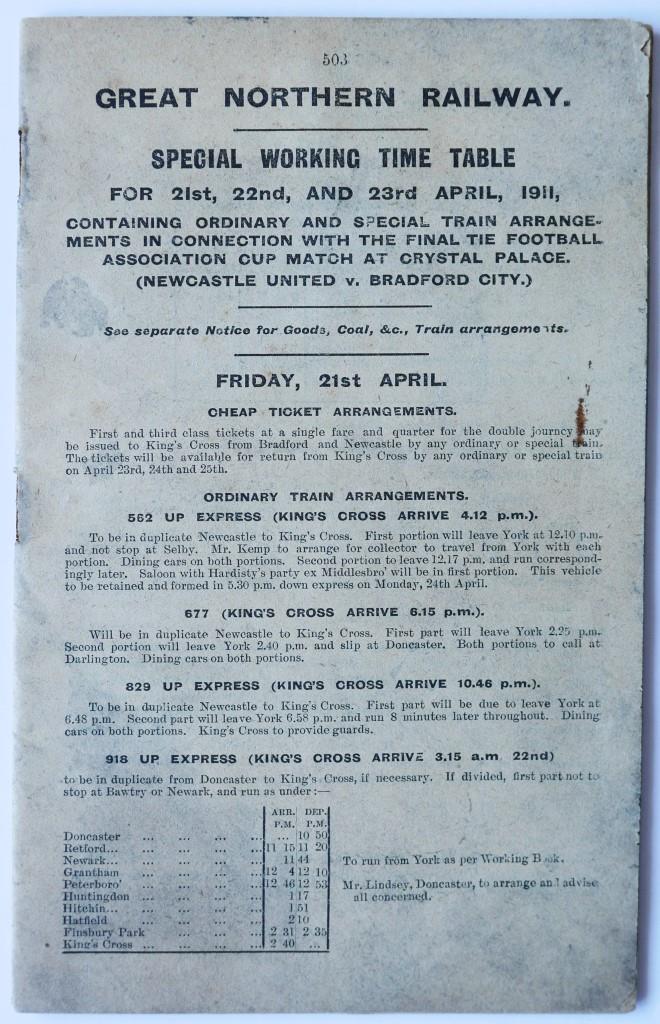 503
GREAT NORTHERN RAILWAY.
SPECIAL WORKING TIME TABLE
FOR 21st, 22nd, AND 23rd APRIL, 1911,
CONTAINING ORDINARY AND SPECIAL TRAIN ARRANGE-
MENTS IN CONNECTION WITH THE FINAL TIE FOOTBALL
ASSOCIATION CUP MATCH AT CRYSTAL PALACE.
(NEWCASTLE UNITED v. BRADFORD CITY.)
See separate Notice for Goods, Coal, &c., Train arrangements.
FRIDAY, 21st APRIL.
CHEAP TICKET ARRANGEMENTS.
First and third class tickets at a single fare and quarter for the double journey may
be issued to King's Cross from Bradford and Newcastle by any ordinary or special train.
The tickets will be available for return from King's Cross by any ordinary or special train
on April 23rd, 24th and 25th.
ORDINARY TRAIN ARRANGEMENTS.
562 UP EXPRESS (KING'S CROSS ARRIVE 4.12 p.m.).
To be in duplicate Newcastle to King's Cross. First portion will leave York at 12.10 p.m.
and not stop at Selby. Mr. Kemp to arrange for collector to travel from York with each
portion. Dining cars on both portions. Second portion to leave 12.17 p.m. and run correspond-
ingly later. Saloon with Hardisty's party ex Middlesbro' will be in first portion. This vehicle
to be retained and formed in 5.30 p.m. down express on Monday, 24th April.
677 (KING'S CROSS ARRIVE 6.15 p.m.).
Will be in duplicate Newcastle to King's Cross. First part will leave York 2.25 p.m.
Second portion will leave York 2.40 p.m. and slip at Doncaster. Both portions to call at
Darlington. Dining cars on both portions.
829 UP EXPRESS (KING'S CROSS ARRIVE 10.46 p.m.).
To be in duplicate Newcastle to King's Cross. First part will be due to leave York at
6.48 p.m. Second part will leave York 6.58 p.m. and run 8 minutes later throughout. Dining
cars on both portions. King's Cross to provide guards.
918 UP EXPRESS (KING'S CROSS ARRIVE 3.15 a.m. 22nd)
to be in duplicate from Doncaster to King's Cross, if necessary. If divided, first part not to
stop at Bawtry or Newark, and run as under:—
ARR. DEP.
P.M. P.M.
Doncaster ... ... ... ... ... 10 50
Retford... ... ... ... ... 11 15 11 20
Newark... ... ... ... ... 11 44
Grantham ... ... ... ... 12 4 12 10
Peterboro' ... ... ... ... 12 46 12 53
Huntingdon ... ... ... ... 1 17
Hitchin... ... ... ... ... 1 51
Hatfield ... ... ... ... 2 10
Finsbury Park ... ... ... 2 31 2 35
King's Cross ... ... ... ... 2 40 ...
To run from York as per Working Book.
Mr. Lindsey, Doncaster, to arrange and advise
all concerned.